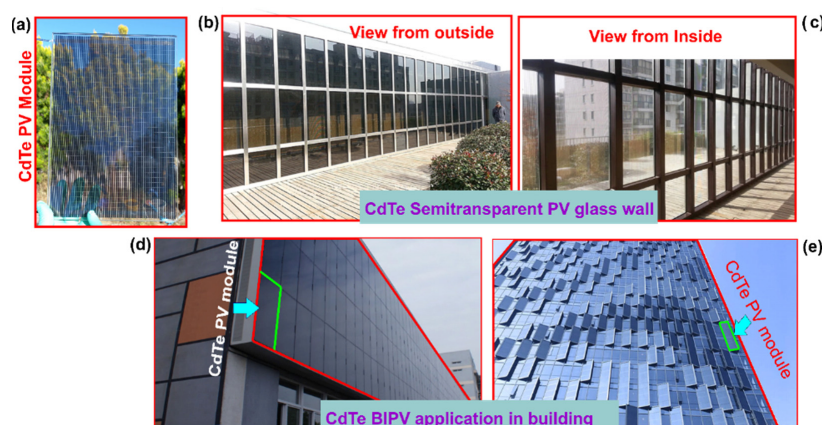 (a)
CdTe PV Module
(b)
View from outside
View from Inside
(c)
CdTe Semitransparent PV glass wall
(d)
CdTe PV module
(e)
CdTe PV module
CdTe BIPV application in building